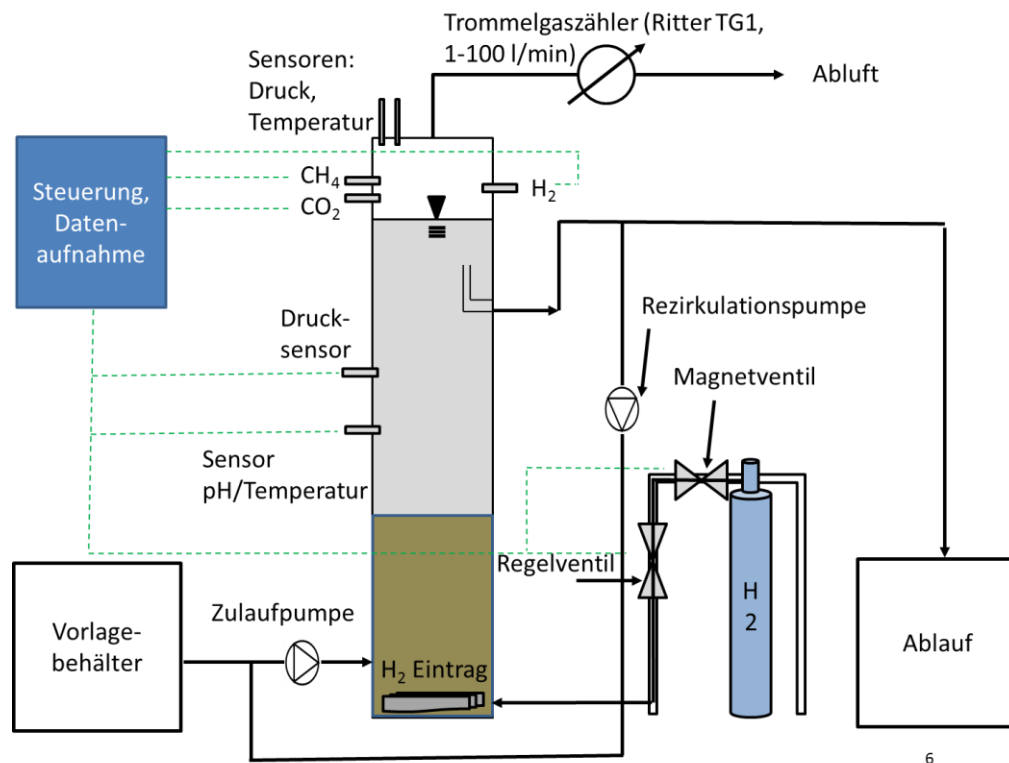 Trommelgaszähler (Ritter TG1,
1-100 l/min)
Abluft
Sensoren:
Druck,
Temperatur
Steuerung,
Daten-
aufnahme
CH₄
CO₂
H₂
Druck-
sensor
Rezirkulationspumpe
Magnetventil
Sensor
pH/Temperatur
Regelventil
H
2
Vorlage-
behälter
Zulaufpumpe
H₂ Eintrag
Ablauf
6